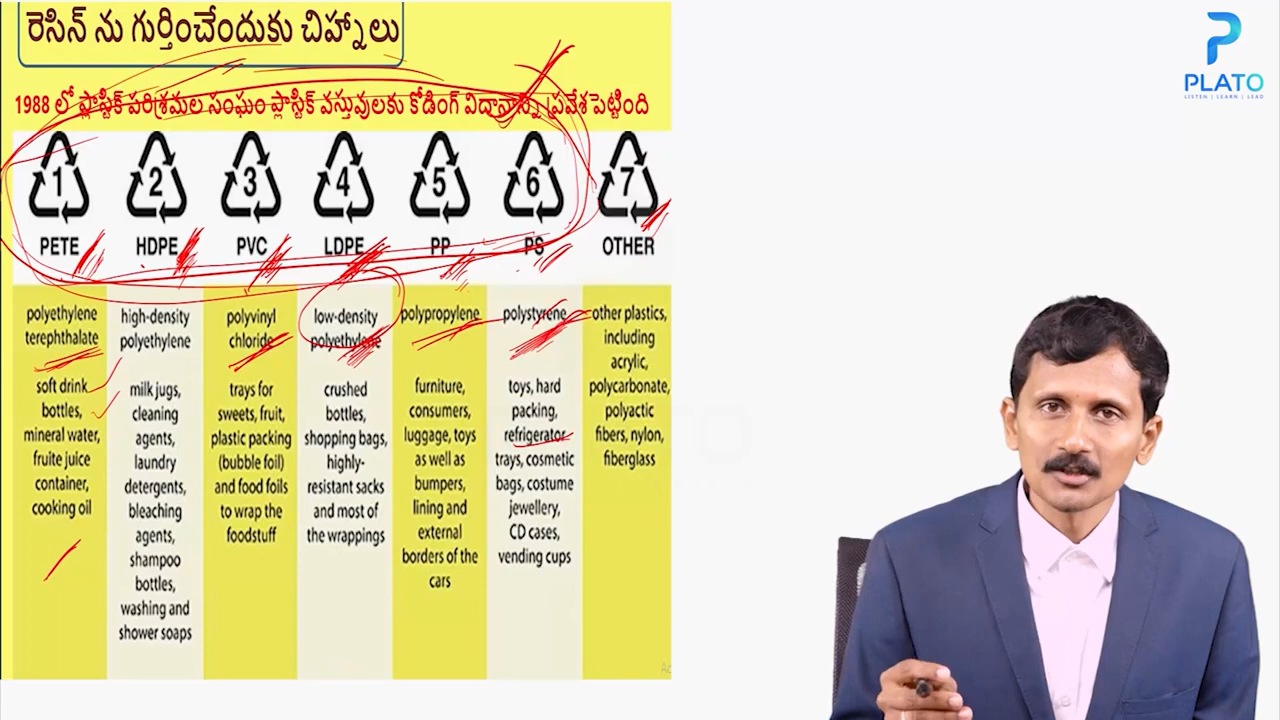 రెసిన్ ను గుర్తించేందుకు చిహ్నాలు
PLATO
LISTEN | LEARN | LEAD
1988 లో ప్లాస్టిక్ పరిశ్రమల సంఘం ప్లాస్టిక్ వస్తువులకు కోడింగ్ విదానాన్ని ప్రవేశపెట్టింది
1 2 3 4 5 6 7
PETE HDPE PVC LDPE PP PS OTHER
polyethylene
terephthalate
soft drink
bottles,
mineral water,
fruite juice
container,
cooking oil
high-density
polyethylene
milk jugs,
cleaning
agents,
laundry
detergents,
bleaching
agents,
shampoo
bottles,
washing and
shower soaps
polyvinyl
chloride
trays for
sweets, fruit,
plastic packing
(bubble foil)
and food foils
to wrap the
foodstuff
low-density
polyethylene
crushed
bottles,
shopping bags,
highly-
resistant sacks
and most of
the wrappings
polypropylene
furniture,
consumers,
luggage, toys
as well as
bumpers,
lining and
external
borders of the
cars
polystyrene
toys, hard
packing,
refrigerator
trays, cosmetic
bags, costume
jewellery,
CD cases,
vending cups
other plastics,
including
acrylic,
polycarbonate,
polyactic
fibers, nylon,
fiberglass